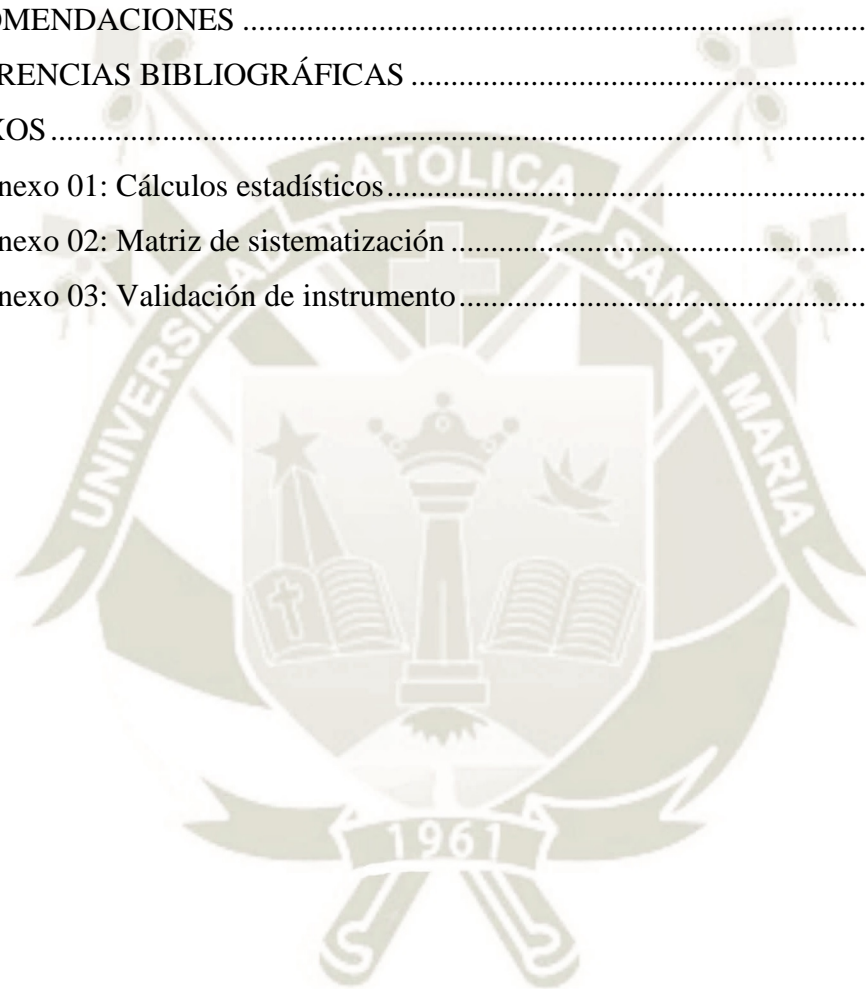 OMENDACIONES ........................................................................
RENCIAS BIBLIOGRÁFICAS ........................................................
XOS ................................................................................................
nexo 01: Cálculos estadísticos ........................................................
nexo 02: Matriz de sistematización ................................................
nexo 03: Validación de instrumento ................................................
UNIVERSIDAD CATOLICA SANTA MARIA
1961